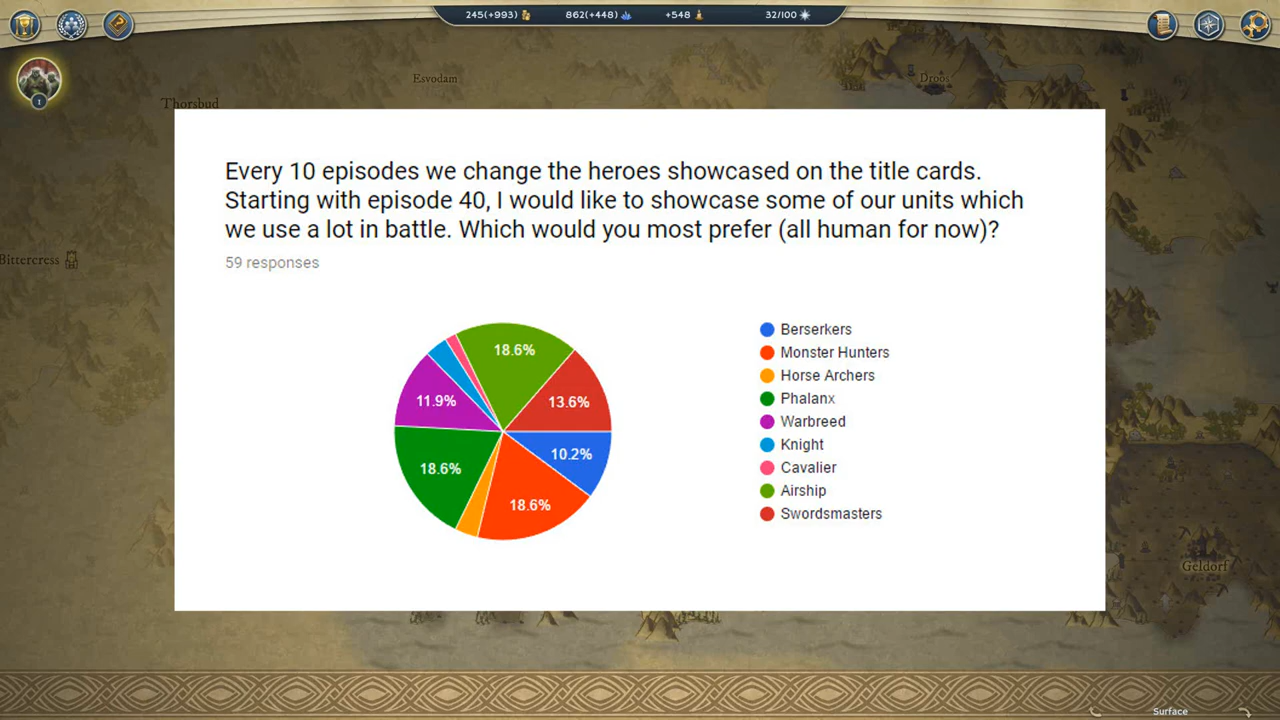 245(+993) 862(+448) +548 32/100
Esvodam
Droos
Thorsbud
1
Every 10 episodes we change the heroes showcased on the title cards.
Starting with episode 40, I would like to showcase some of our units which
we use a lot in battle. Which would you most prefer (all human for now)?
Bittercress
59 responses
18.6%
13.6%
11.9%
10.2%
18.6%
18.6%
Berserkers
Monster Hunters
Horse Archers
Phalanx
Warbreed
Knight
Cavalier
Airship
Swordsmasters
Geldorf
Surface